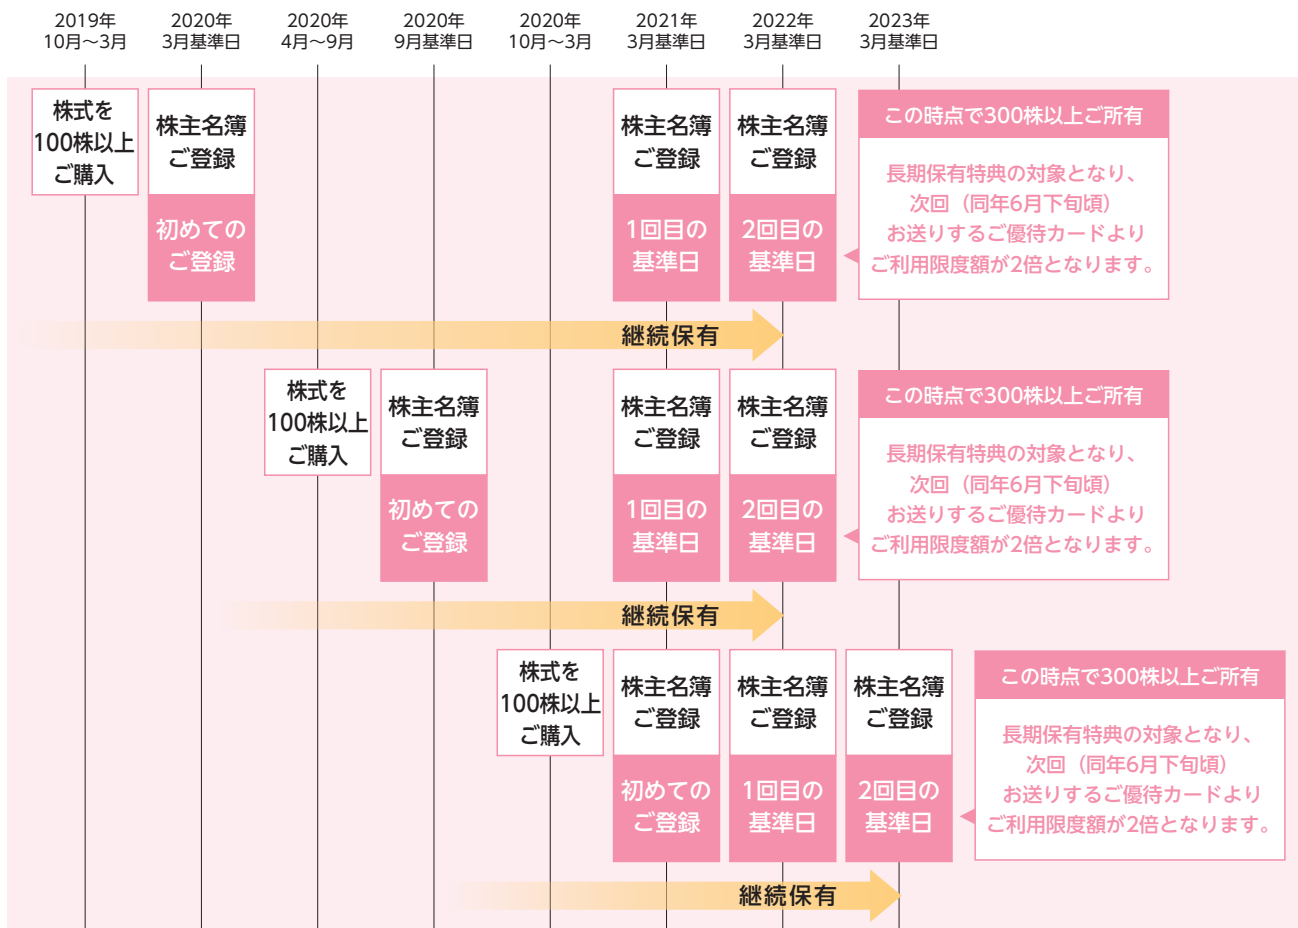 2019年
10月～3月
2020年
3月基準日
2020年
4月～9月
2020年
9月基準日
2020年
10月～3月
2021年
3月基準日
2022年
3月基準日
2023年
3月基準日
株式を
100株以上
ご購入
株主名簿
ご登録
初めての
ご登録
株主名簿
ご登録
1回目の
基準日
株主名簿
ご登録
2回目の
基準日
この時点で300株以上ご所有
長期保有特典の対象となり、
次回（同年6月下旬頃）
お送りするご優待カードより
ご利用限度額が2倍となります。
継続保有
株式を
100株以上
ご購入
株主名簿
ご登録
初めての
ご登録
株主名簿
ご登録
1回目の
基準日
株主名簿
ご登録
2回目の
基準日
この時点で300株以上ご所有
長期保有特典の対象となり、
次回（同年6月下旬頃）
お送りするご優待カードより
ご利用限度額が2倍となります。
継続保有
株式を
100株以上
ご購入
株主名簿
ご登録
初めての
ご登録
株主名簿
ご登録
1回目の
基準日
株主名簿
ご登録
2回目の
基準日
この時点で300株以上ご所有
長期保有特典の対象となり、
次回（同年6月下旬頃）
お送りするご優待カードより
ご利用限度額が2倍となります。
継続保有